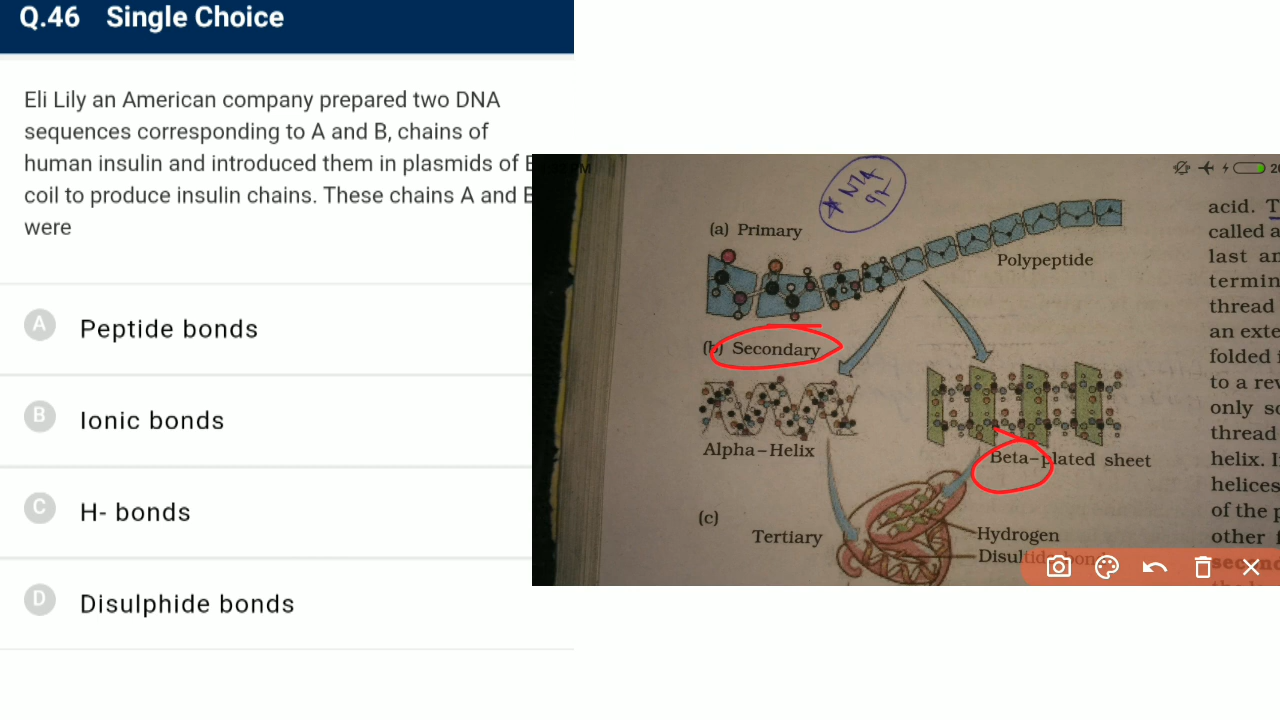 Q.46 Single Choice
Eli Lily an American company prepared two DNA
sequences corresponding to A and B, chains of
human insulin and introduced them in plasmids of E
coil to produce insulin chains. These chains A and B
were
A Peptide bonds
B Ionic bonds
C H- bonds
D Disulphide bonds
(a) Primary
Polypeptide
(b) Secondary
Alpha-Helix
Beta-plated sheet
(c)
Tertiary
Hydrogen
acid.
called a
last an
termin
thread
an exte
folded
to a rev
only so
thread
helix.
helices
of the p
other